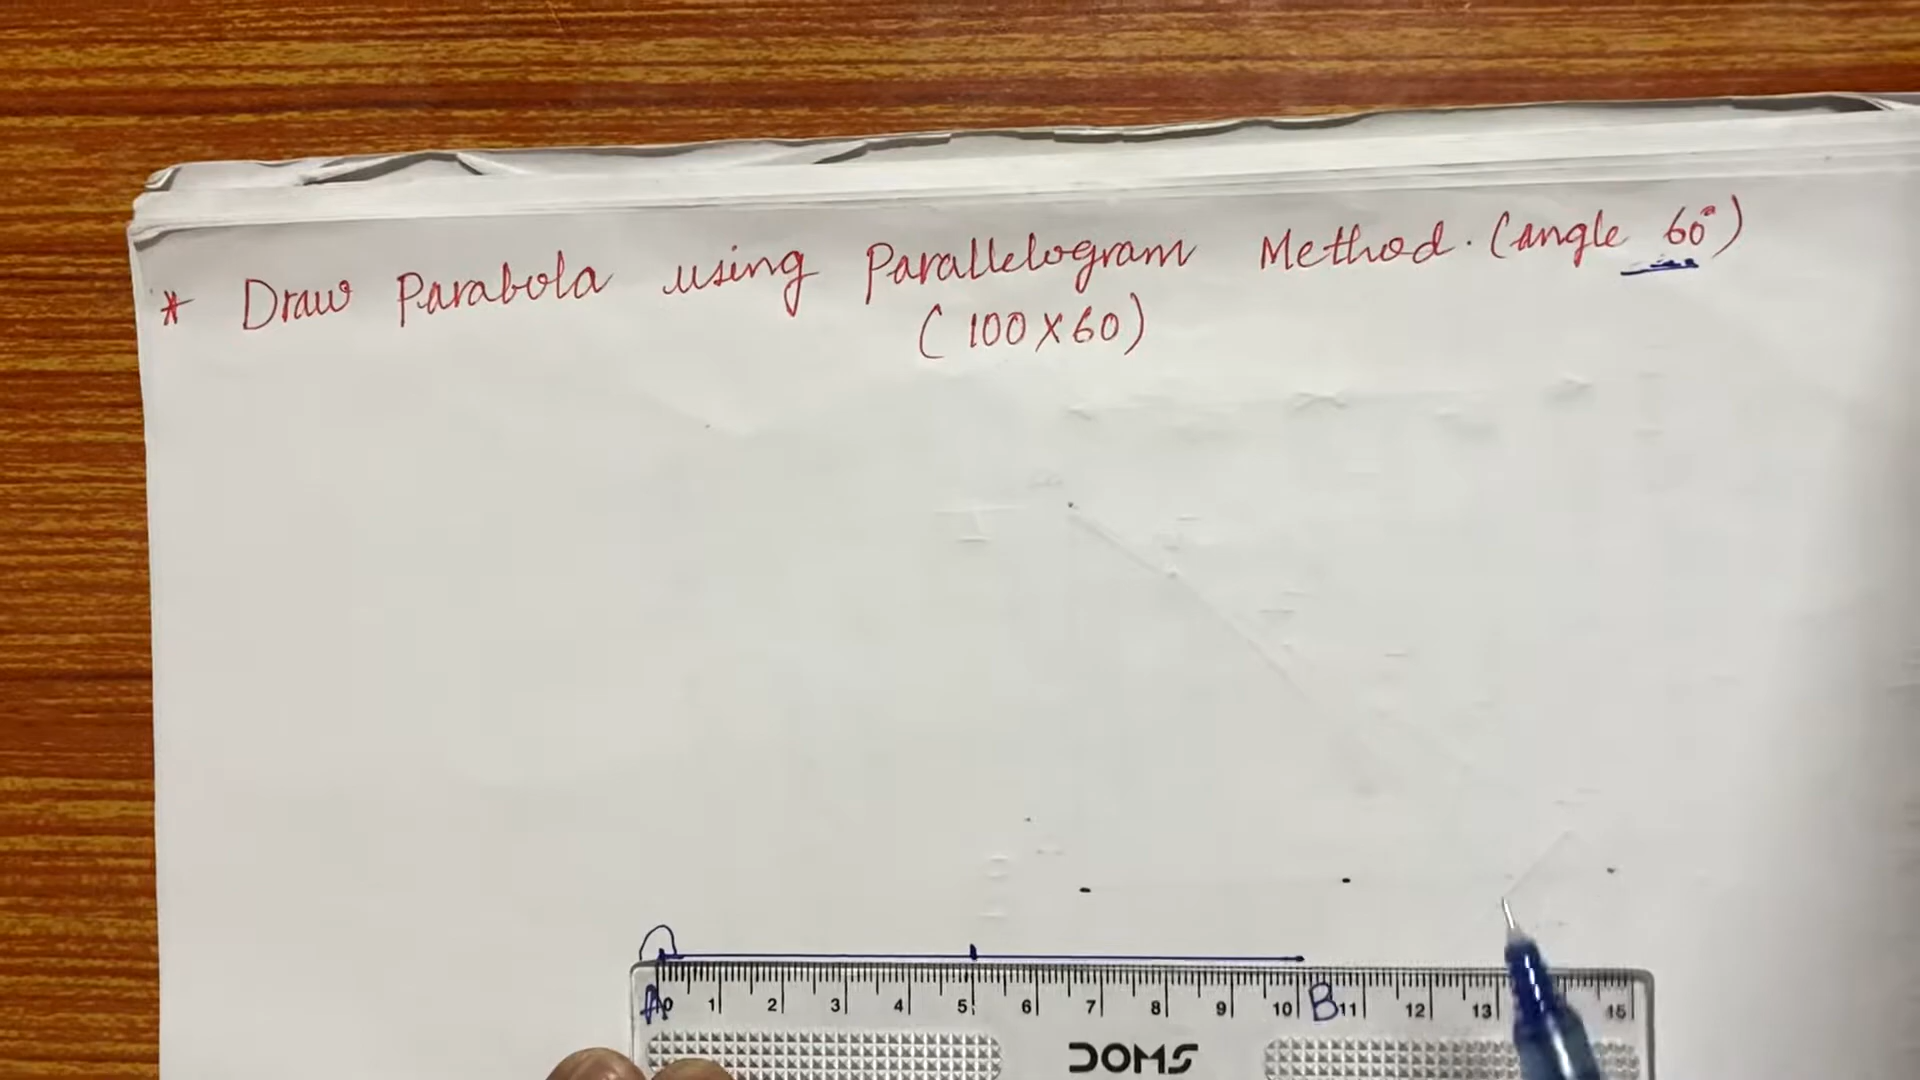 * Draw Parabola using Parallelogram Method. (angle 60°)
(100 X 60)
A 0 1 2 3 4 5 6 7 8 9 10 B 11 12 13 15
DOMS